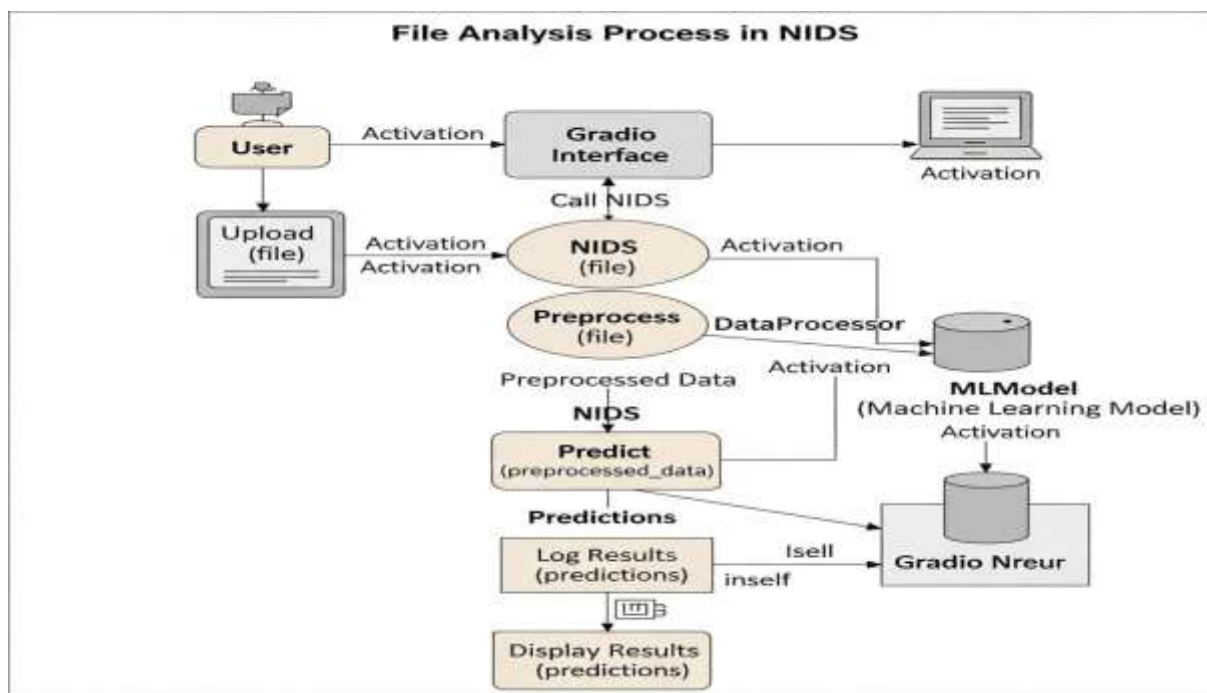 File Analysis Process in NIDS
User
Activation
Gradio
Interface
Activation
Call NIDS
Upload
(file)
Activation
Activation
NIDS
(file)
Activation
Preprocess
(file)
DataProcessor
Activation
Preprocessed Data
MLModel
(Machine Learning Model)
Activation
NIDS
Predict
(preprocessed_data)
Predictions
Log Results
(predictions)
Isell
inself
Gradio Nreur
Display Results
(predictions)